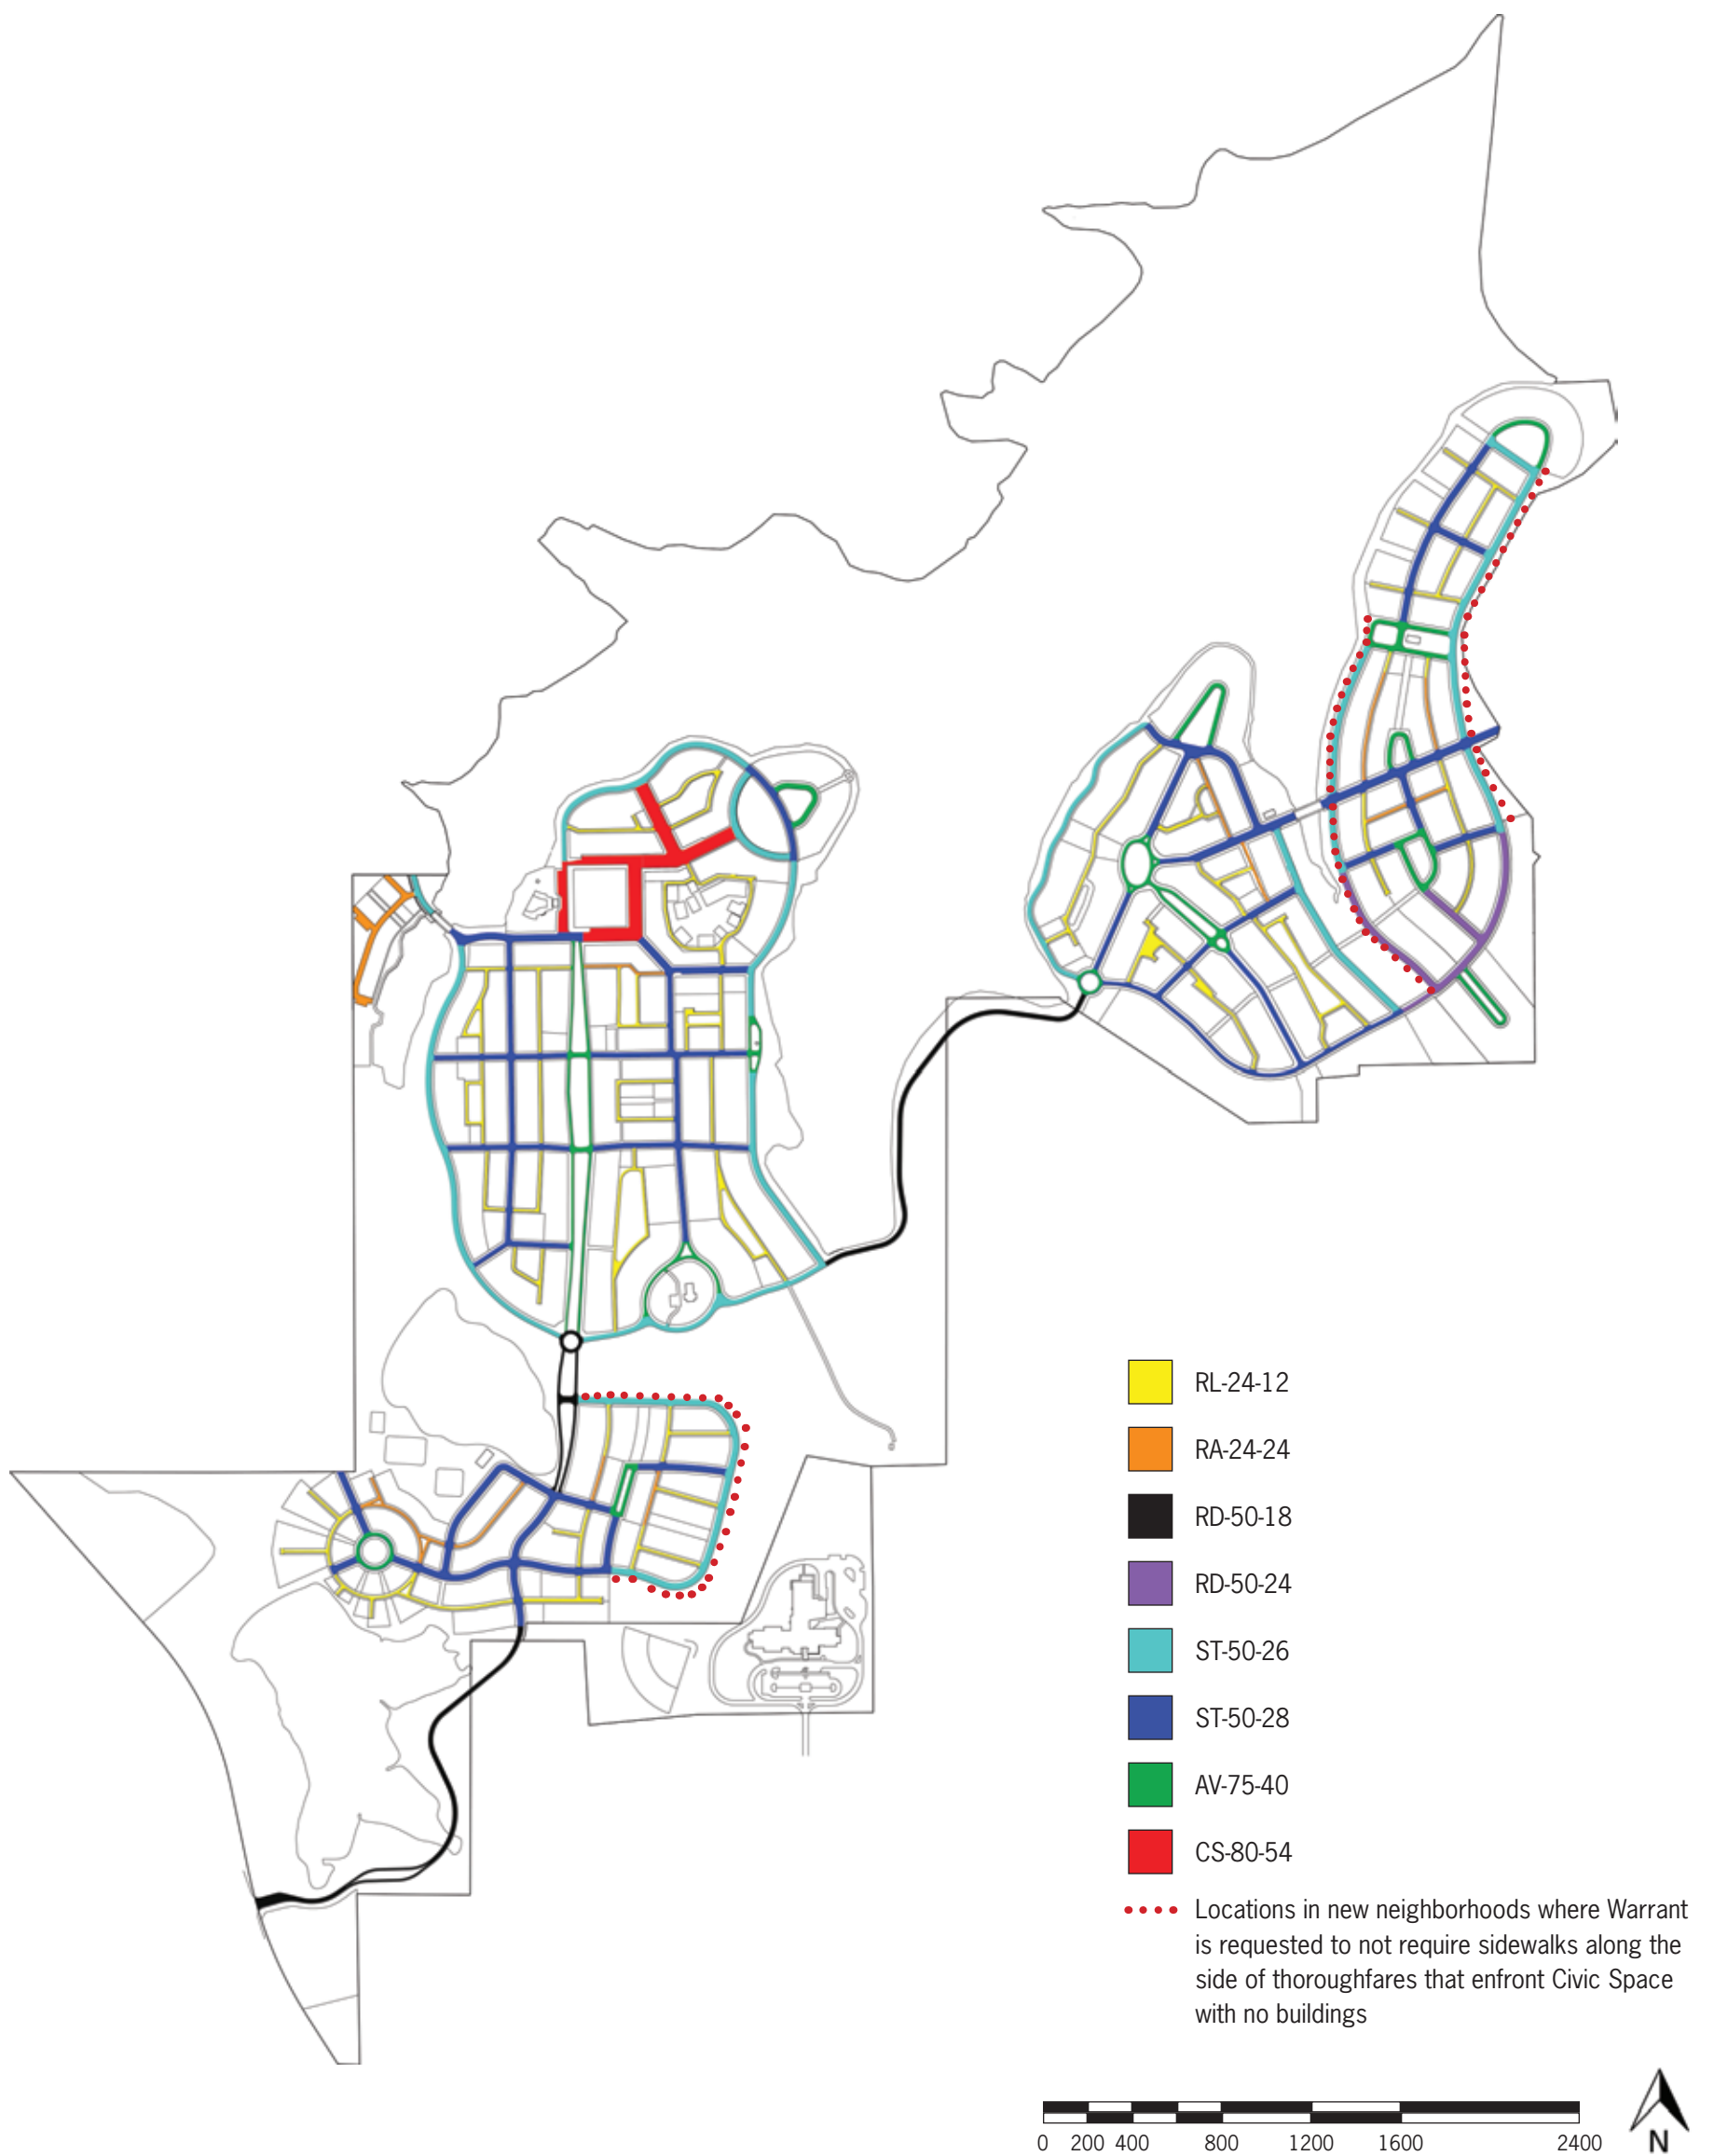 RL-24-12
RA-24-24
RD-50-18
RD-50-24
ST-50-26
ST-50-28
AV-75-40
CS-80-54
Locations in new neighborhoods where Warrant
is requested to not require sidewalks along the
side of thoroughfares that enfront Civic Space
with no buildings
0 200 400 800 1200 1600 2400
N